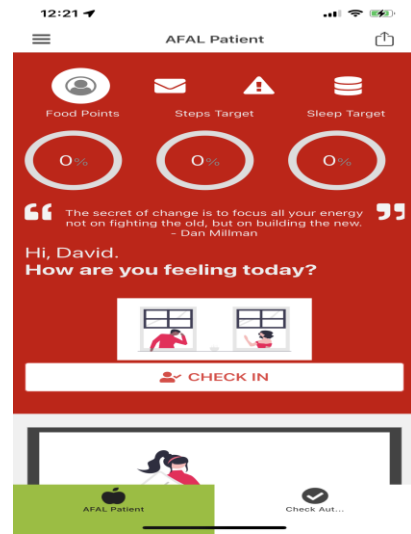 12:21
AFAL Patient
Food Points
Steps Target
Sleep Target
0%
0%
0%
The secret of change is to focus all your energy
not on fighting the old, but on building the new.
- Dan Millman
Hi, David.
How are you feeling today?
CHECK IN
AFAL Patient
Check Aut...